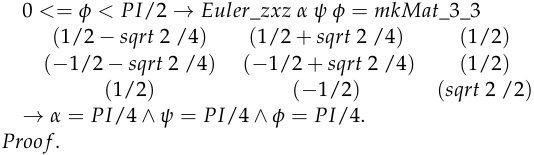 0 <= ϕ < PI/2 → Euler_zxz α ψ ϕ = mkMat_3_3
(1/2 − sqrt 2 /4) (1/2 + sqrt 2 /4) (1/2)
(−1/2 − sqrt 2 /4) (−1/2 + sqrt 2 /4) (1/2)
(1/2) (−1/2) (sqrt 2 /2)
→ α = PI/4 ∧ ψ = PI/4 ∧ ϕ = PI/4.
Proof.